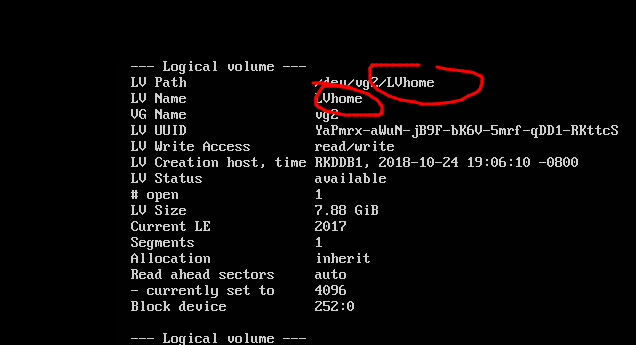 --- Logical volume ---
LV Path /dev/vg2/LVhome
LV Name LVhome
VG Name vg2
LV UUID YaPmrx-aWuN-jB9F-bK6V-5mrf-qDD1-RKttcS
LV Write Access read/write
LV Creation host, time RKDDB1, 2018-10-24 19:06:10 -0800
LV Status available
# open 1
LV Size 7.88 GiB
Current LE 2017
Segments 1
Allocation inherit
Read ahead sectors auto
- currently set to 4096
Block device 252:0
--- Logical volume ---